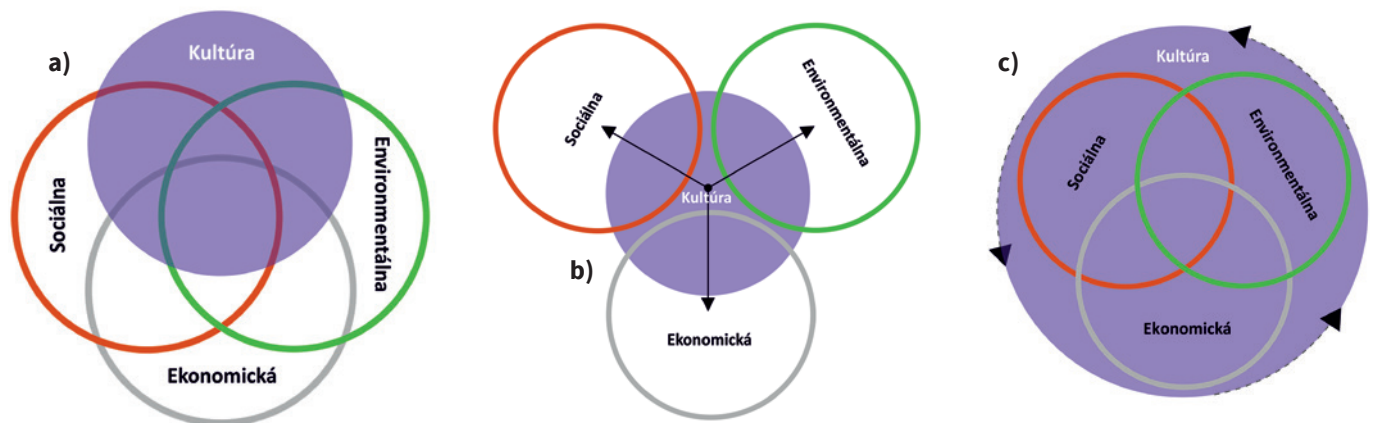 a)
Kultúra
Sociálna
Environmentálna
Ekonomická
b)
Sociálna
Environmentálna
Kultúra
Ekonomická
c)
Kultúra
Sociálna
Environmentálna
Ekonomická